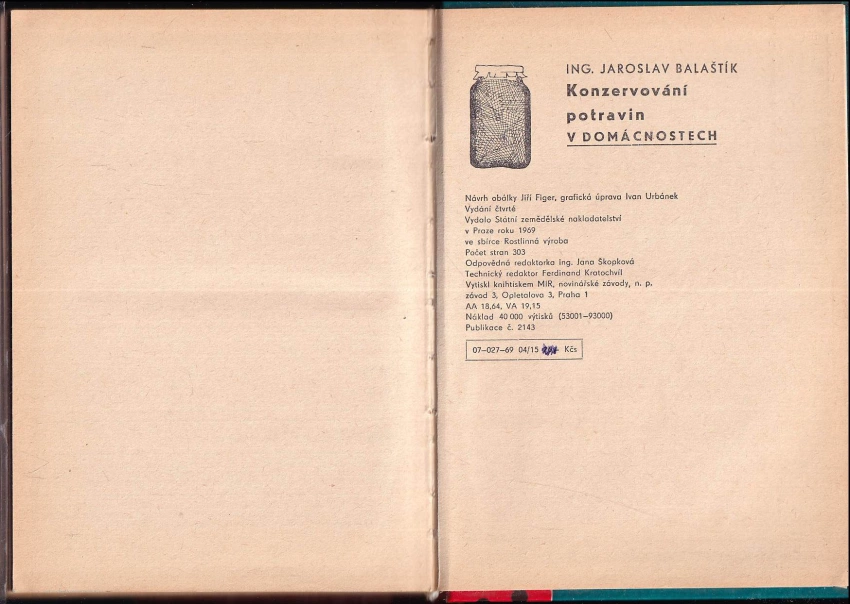 ING. JAROSLAV BALAŠTÍK
Konzervování
potravin
V DOMÁCNOSTECH
Návrh obálky Jiří Figer, grafická úprava Ivan Urbánek
Vydání čtvrté
Vydalo Státní zemědělské nakladatelství
v Praze roku 1969
ve sbírce Rostlinná výroba
Počet stran 303
Odpovědná redaktorka Ing. Jana Škopková
Technický redaktor Ferdinand Kratochvíl
Vytiskl knihtiskem MÍR, novinářské závody, n. p.
závod 3, Opletalova 3, Praha 1
AA 18,64, VA 19,15
Náklad 40 000 výtisků (53001–93000)
Publikace č. 2143
07–027–69 04/15 Kčs